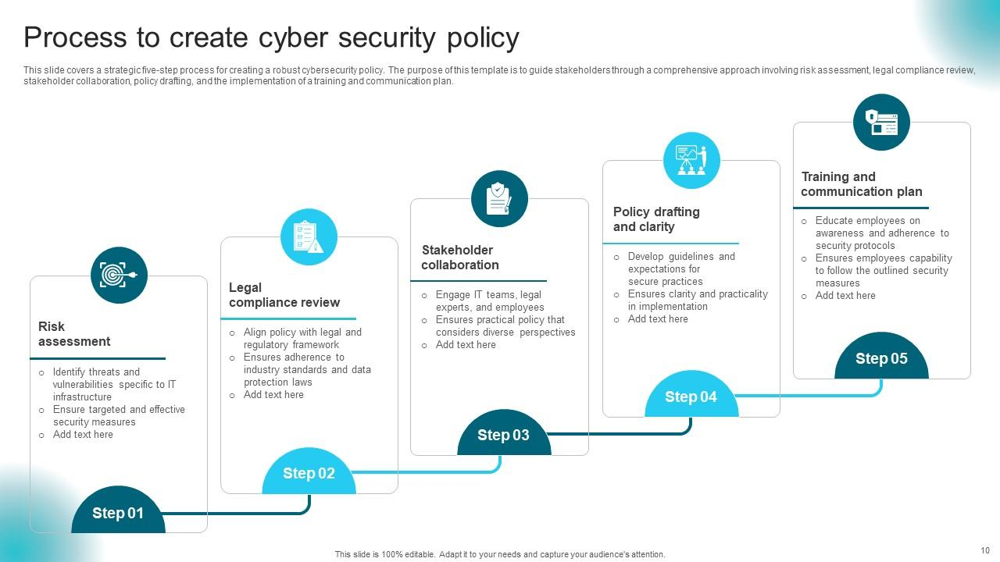 Process to create cyber security policy
This slide covers a strategic five-step process for creating a robust cybersecurity policy. The purpose of this template is to guide stakeholders through a comprehensive approach involving risk assessment, legal compliance review,
stakeholder collaboration, policy drafting, and the implementation of a training and communication plan.
Risk
assessment
o Identify threats and
vulnerabilities specific to IT
infrastructure
o Ensure targeted and effective
security measures
o Add text here
Step 01
Legal
compliance review
o Align policy with legal and
regulatory framework
o Ensures adherence to
industry standards and data
protection laws
o Add text here
Step 02
Stakeholder
collaboration
o Engage IT teams, legal
experts, and employees
o Ensures practical policy that
considers diverse perspectives
o Add text here
Step 03
Policy drafting
and clarity
o Develop guidelines and
expectations for
secure practices
o Ensures clarity and practicality
in implementation
o Add text here
Step 04
Training and
communication plan
o Educate employees on
awareness and adherence to
security protocols
o Ensures employees capability
to follow the outlined security
measures
o Add text here
Step 05
This slide is 100% editable. Adapt it to your needs and capture your audience's attention.
10